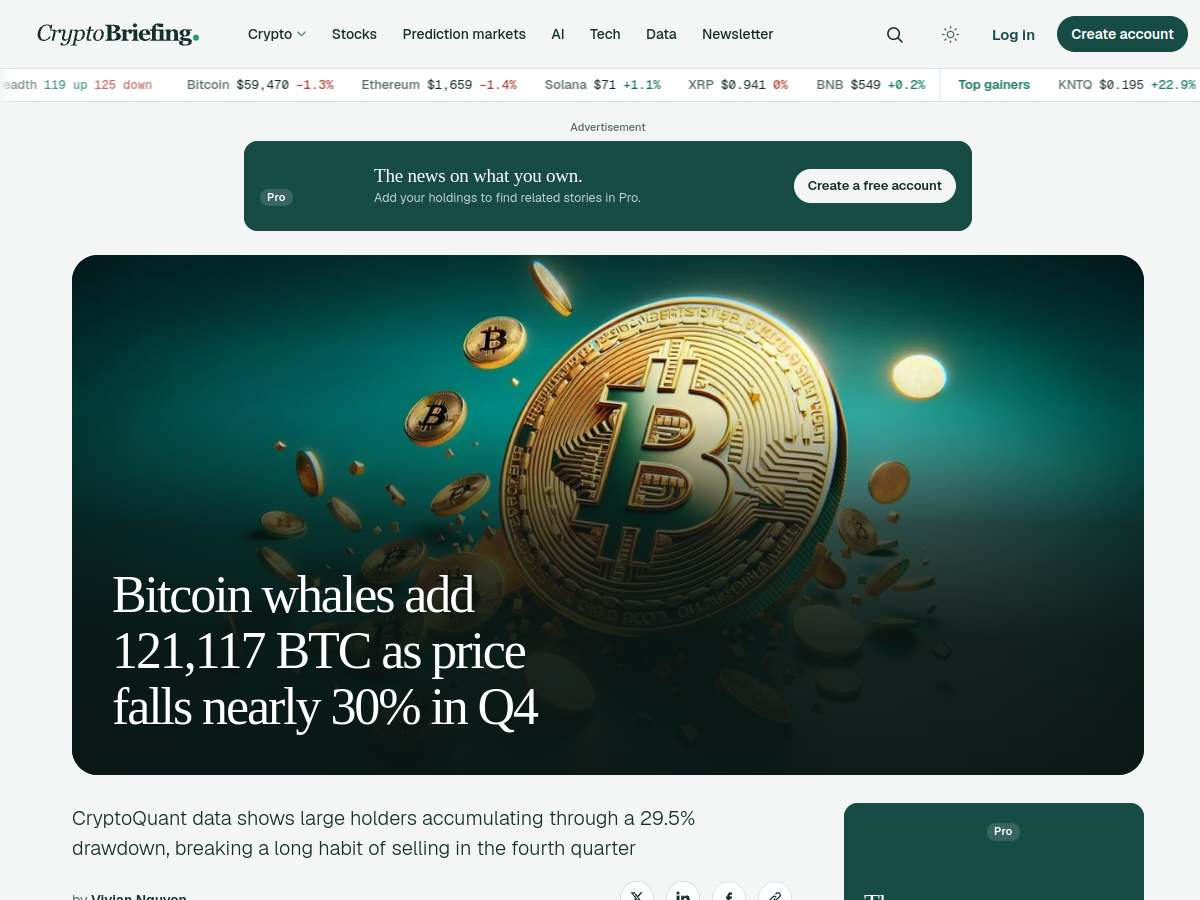 CryptoBriefing.
Crypto Stocks Prediction markets AI Tech Data Newsletter Log in Create account
119 up 125 down Bitcoin $59,470 −1.3% Ethereum $1,659 −1.4% Solana $71 +1.1% XRP $0.941 0% BNB $549 +0.2% Top gainers KNTQ $0.195 +22.9%
Advertisement
The news on what you own.
Pro
Add your holdings to find related stories in Pro.
Create a free account
Bitcoin whales add
121,117 BTC as price
falls nearly 30% in Q4
CryptoQuant data shows large holders accumulating through a 29.5%
drawdown, breaking a long habit of selling in the fourth quarter
Pro
by Vivian Nguyen